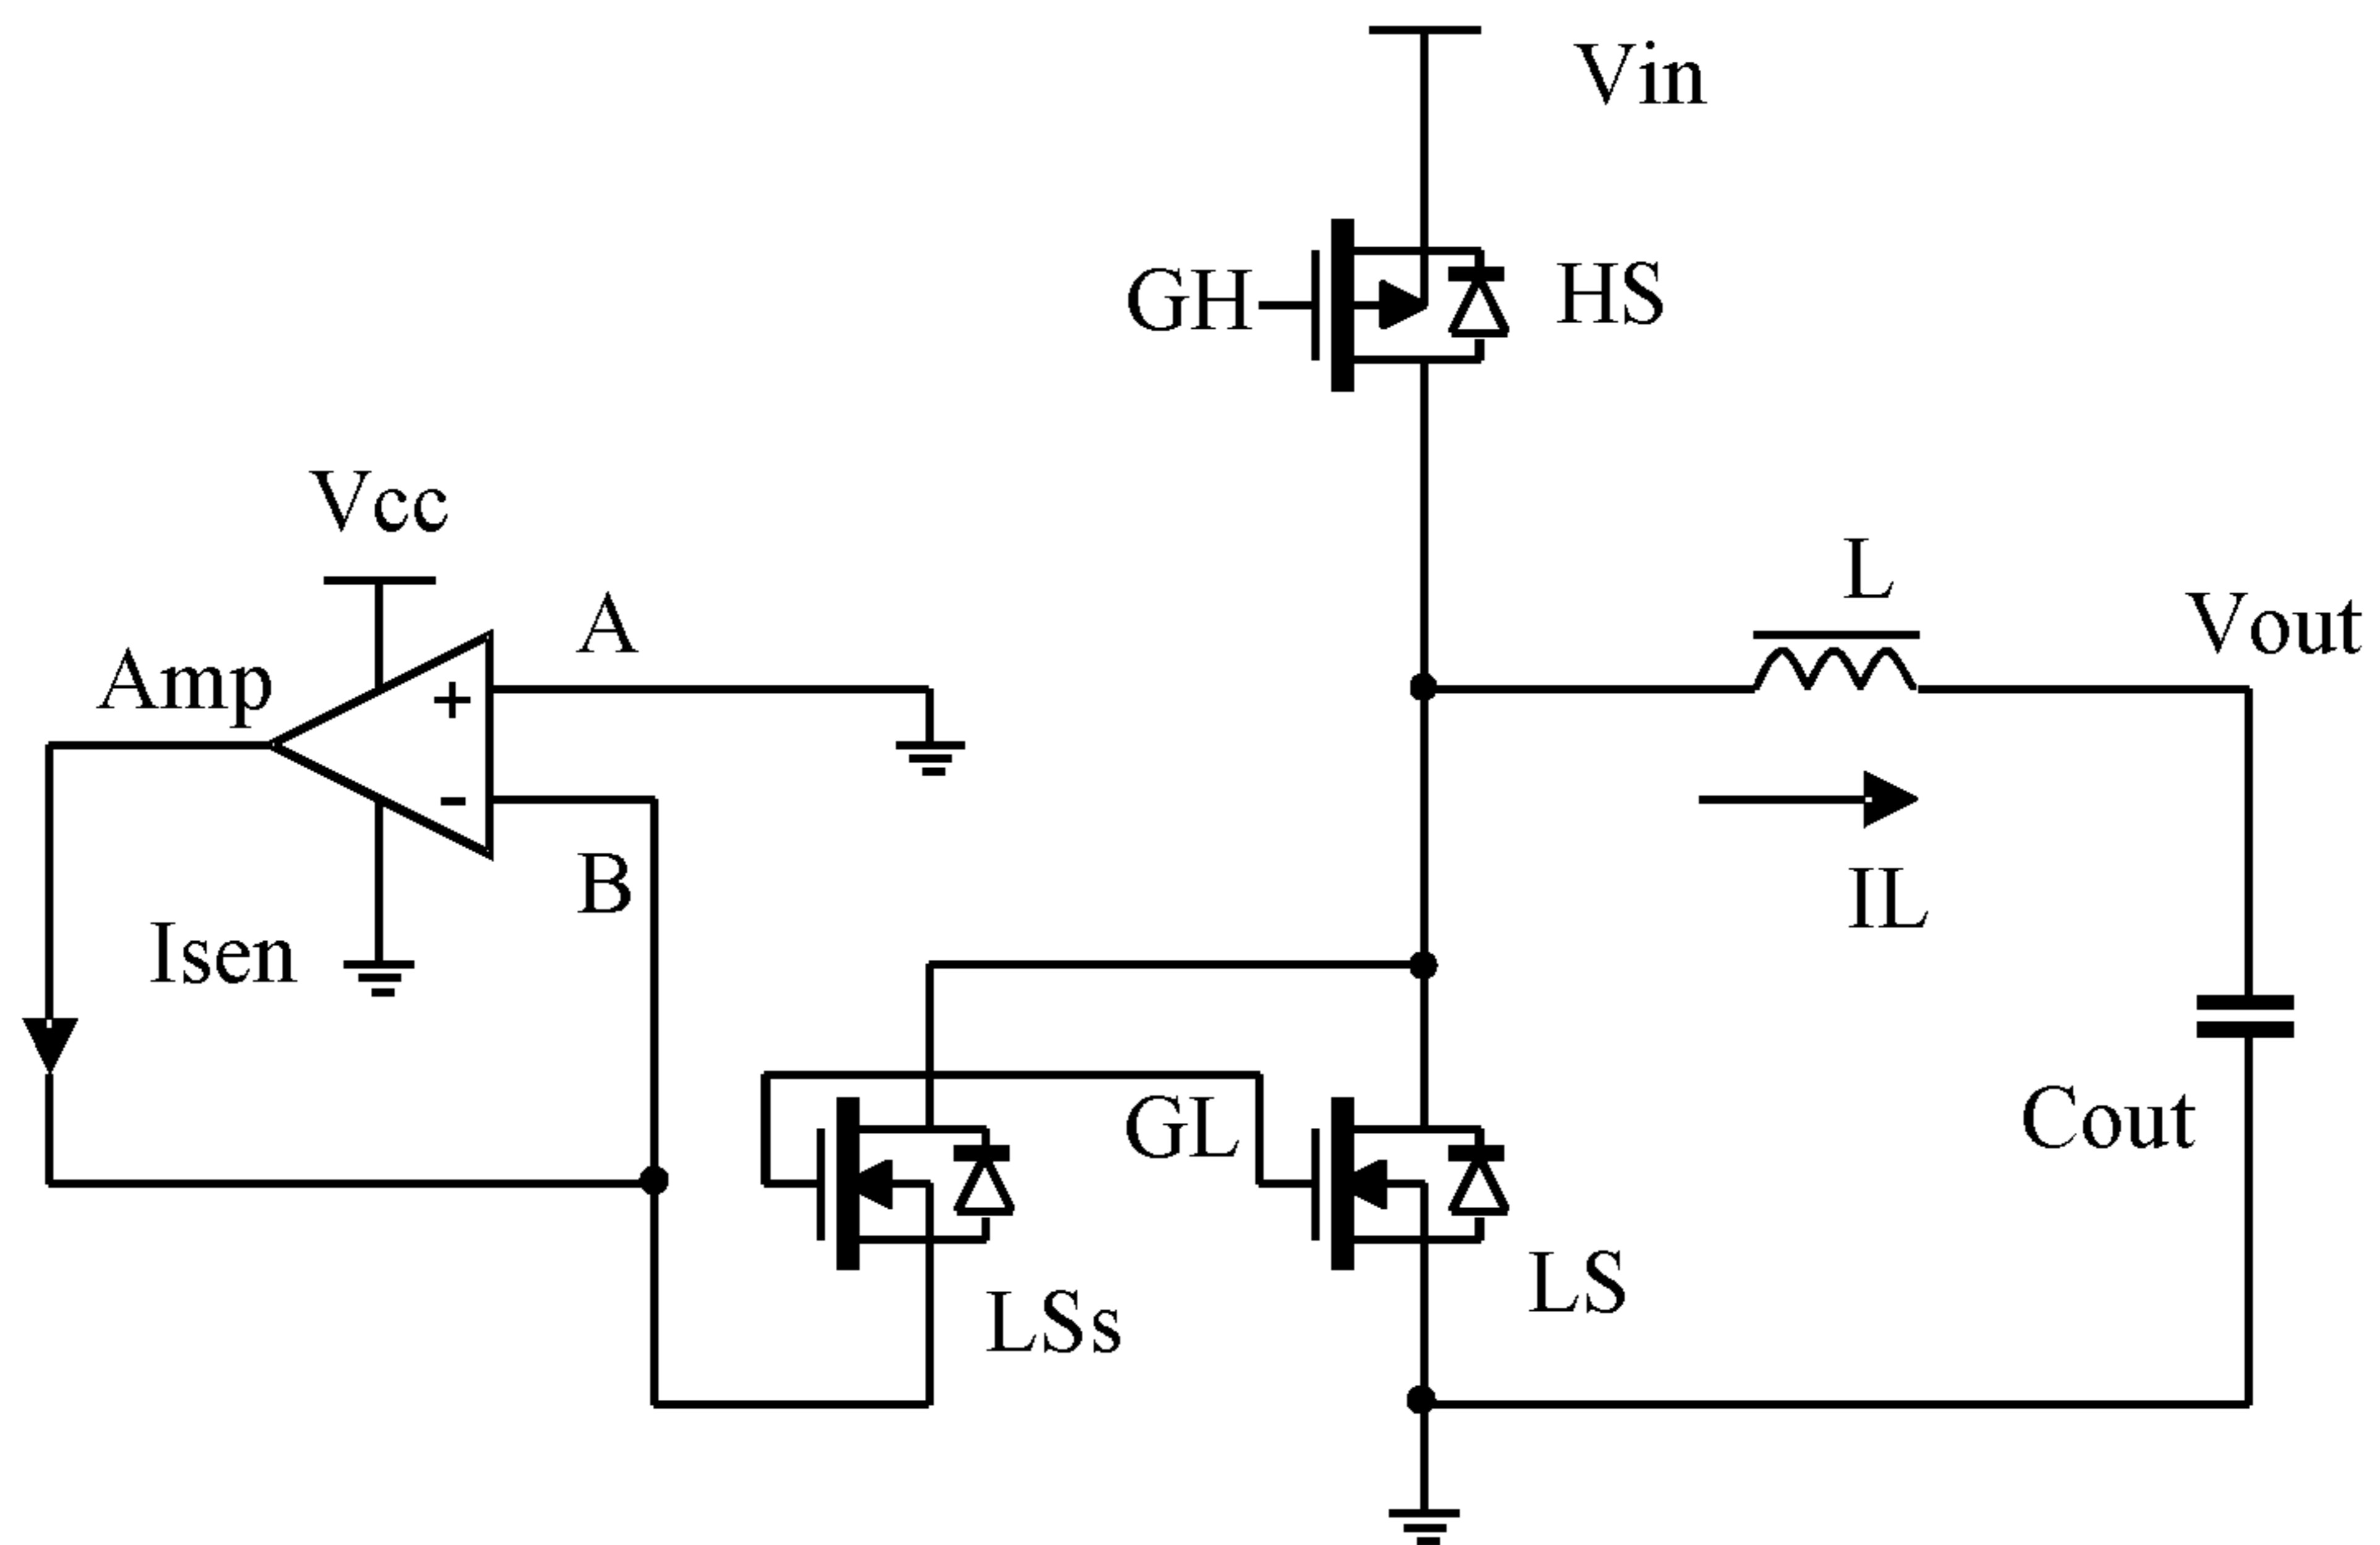 Vin
GH
HS
Vcc
A
L
Vout
Amp
+
-
B
IL
Isen
GL
Cout
LSs
LS